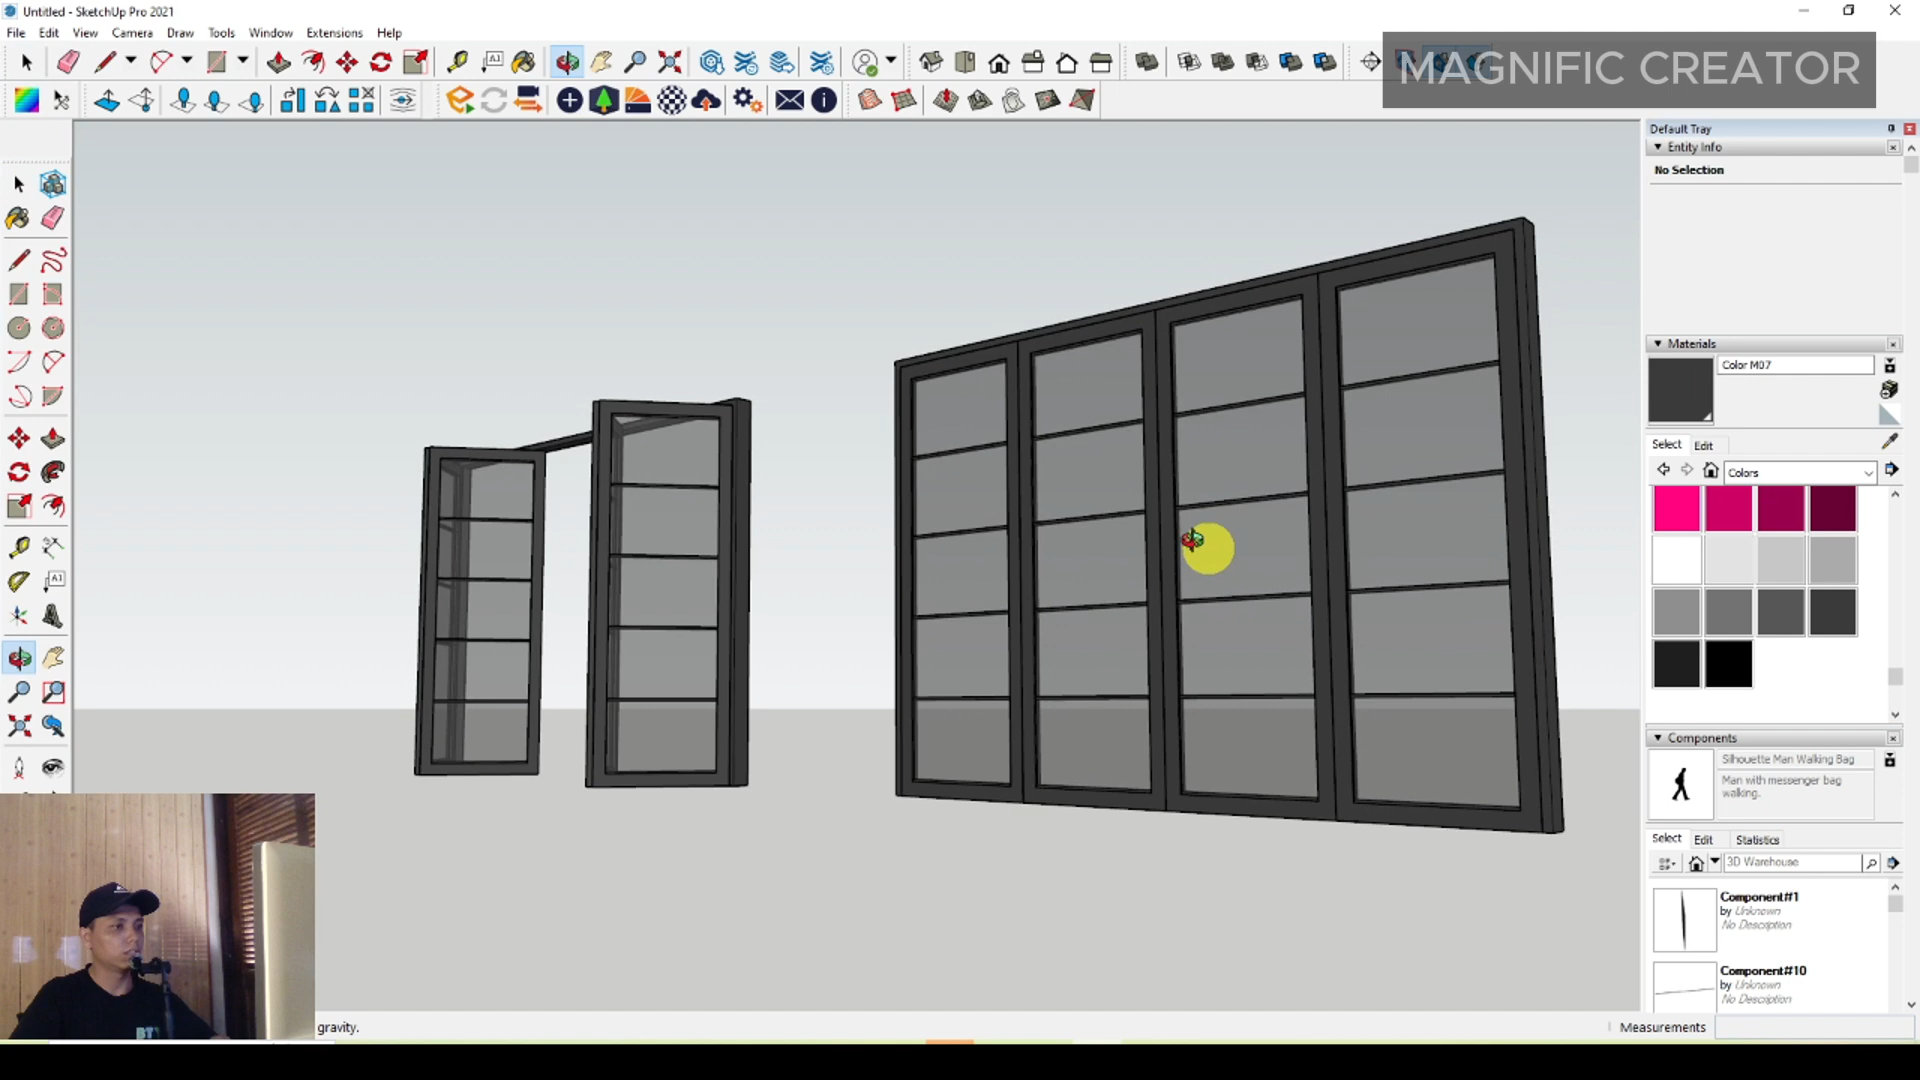 Untitled - SketchUp Pro 2021
File Edit View Camera Draw Tools Window Extensions Help
MAGNIFIC CREATOR
Default Tray
Entity Info
No Selection
Materials
Color M07
Select Edit
Colors
Components
Silhouette Man Walking Bag
Man with messenger bag
walking.
Select Edit Statistics
3D Warehouse
Component#1
by Unknown
No Description
Component#10
by Unknown
No Description
gravity.
Measurements